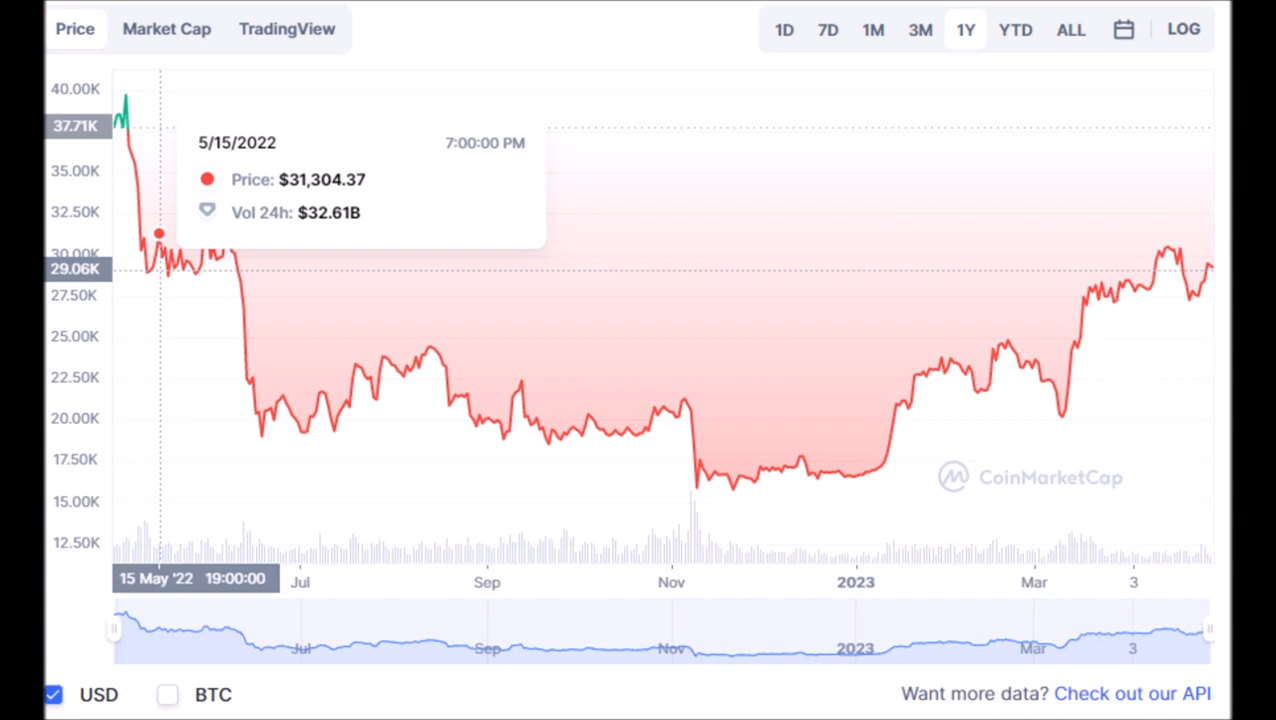 Price Market Cap TradingView 1D 7D 1M 3M 1Y YTD ALL LOG
40.00K
37.71K
35.00K
32.50K
30.00K
29.06K
27.50K
25.00K
22.50K
20.00K
17.50K
15.00K
12.50K
5/15/2022 7:00:00 PM
Price: $31,304.37
Vol 24h: $32.61B
CoinMarketCap
15 May '22 19:00:00 Jul Sep Nov 2023 Mar 3
Jul Sep Nov 2023 Mar 3
USD BTC Want more data? Check out our API